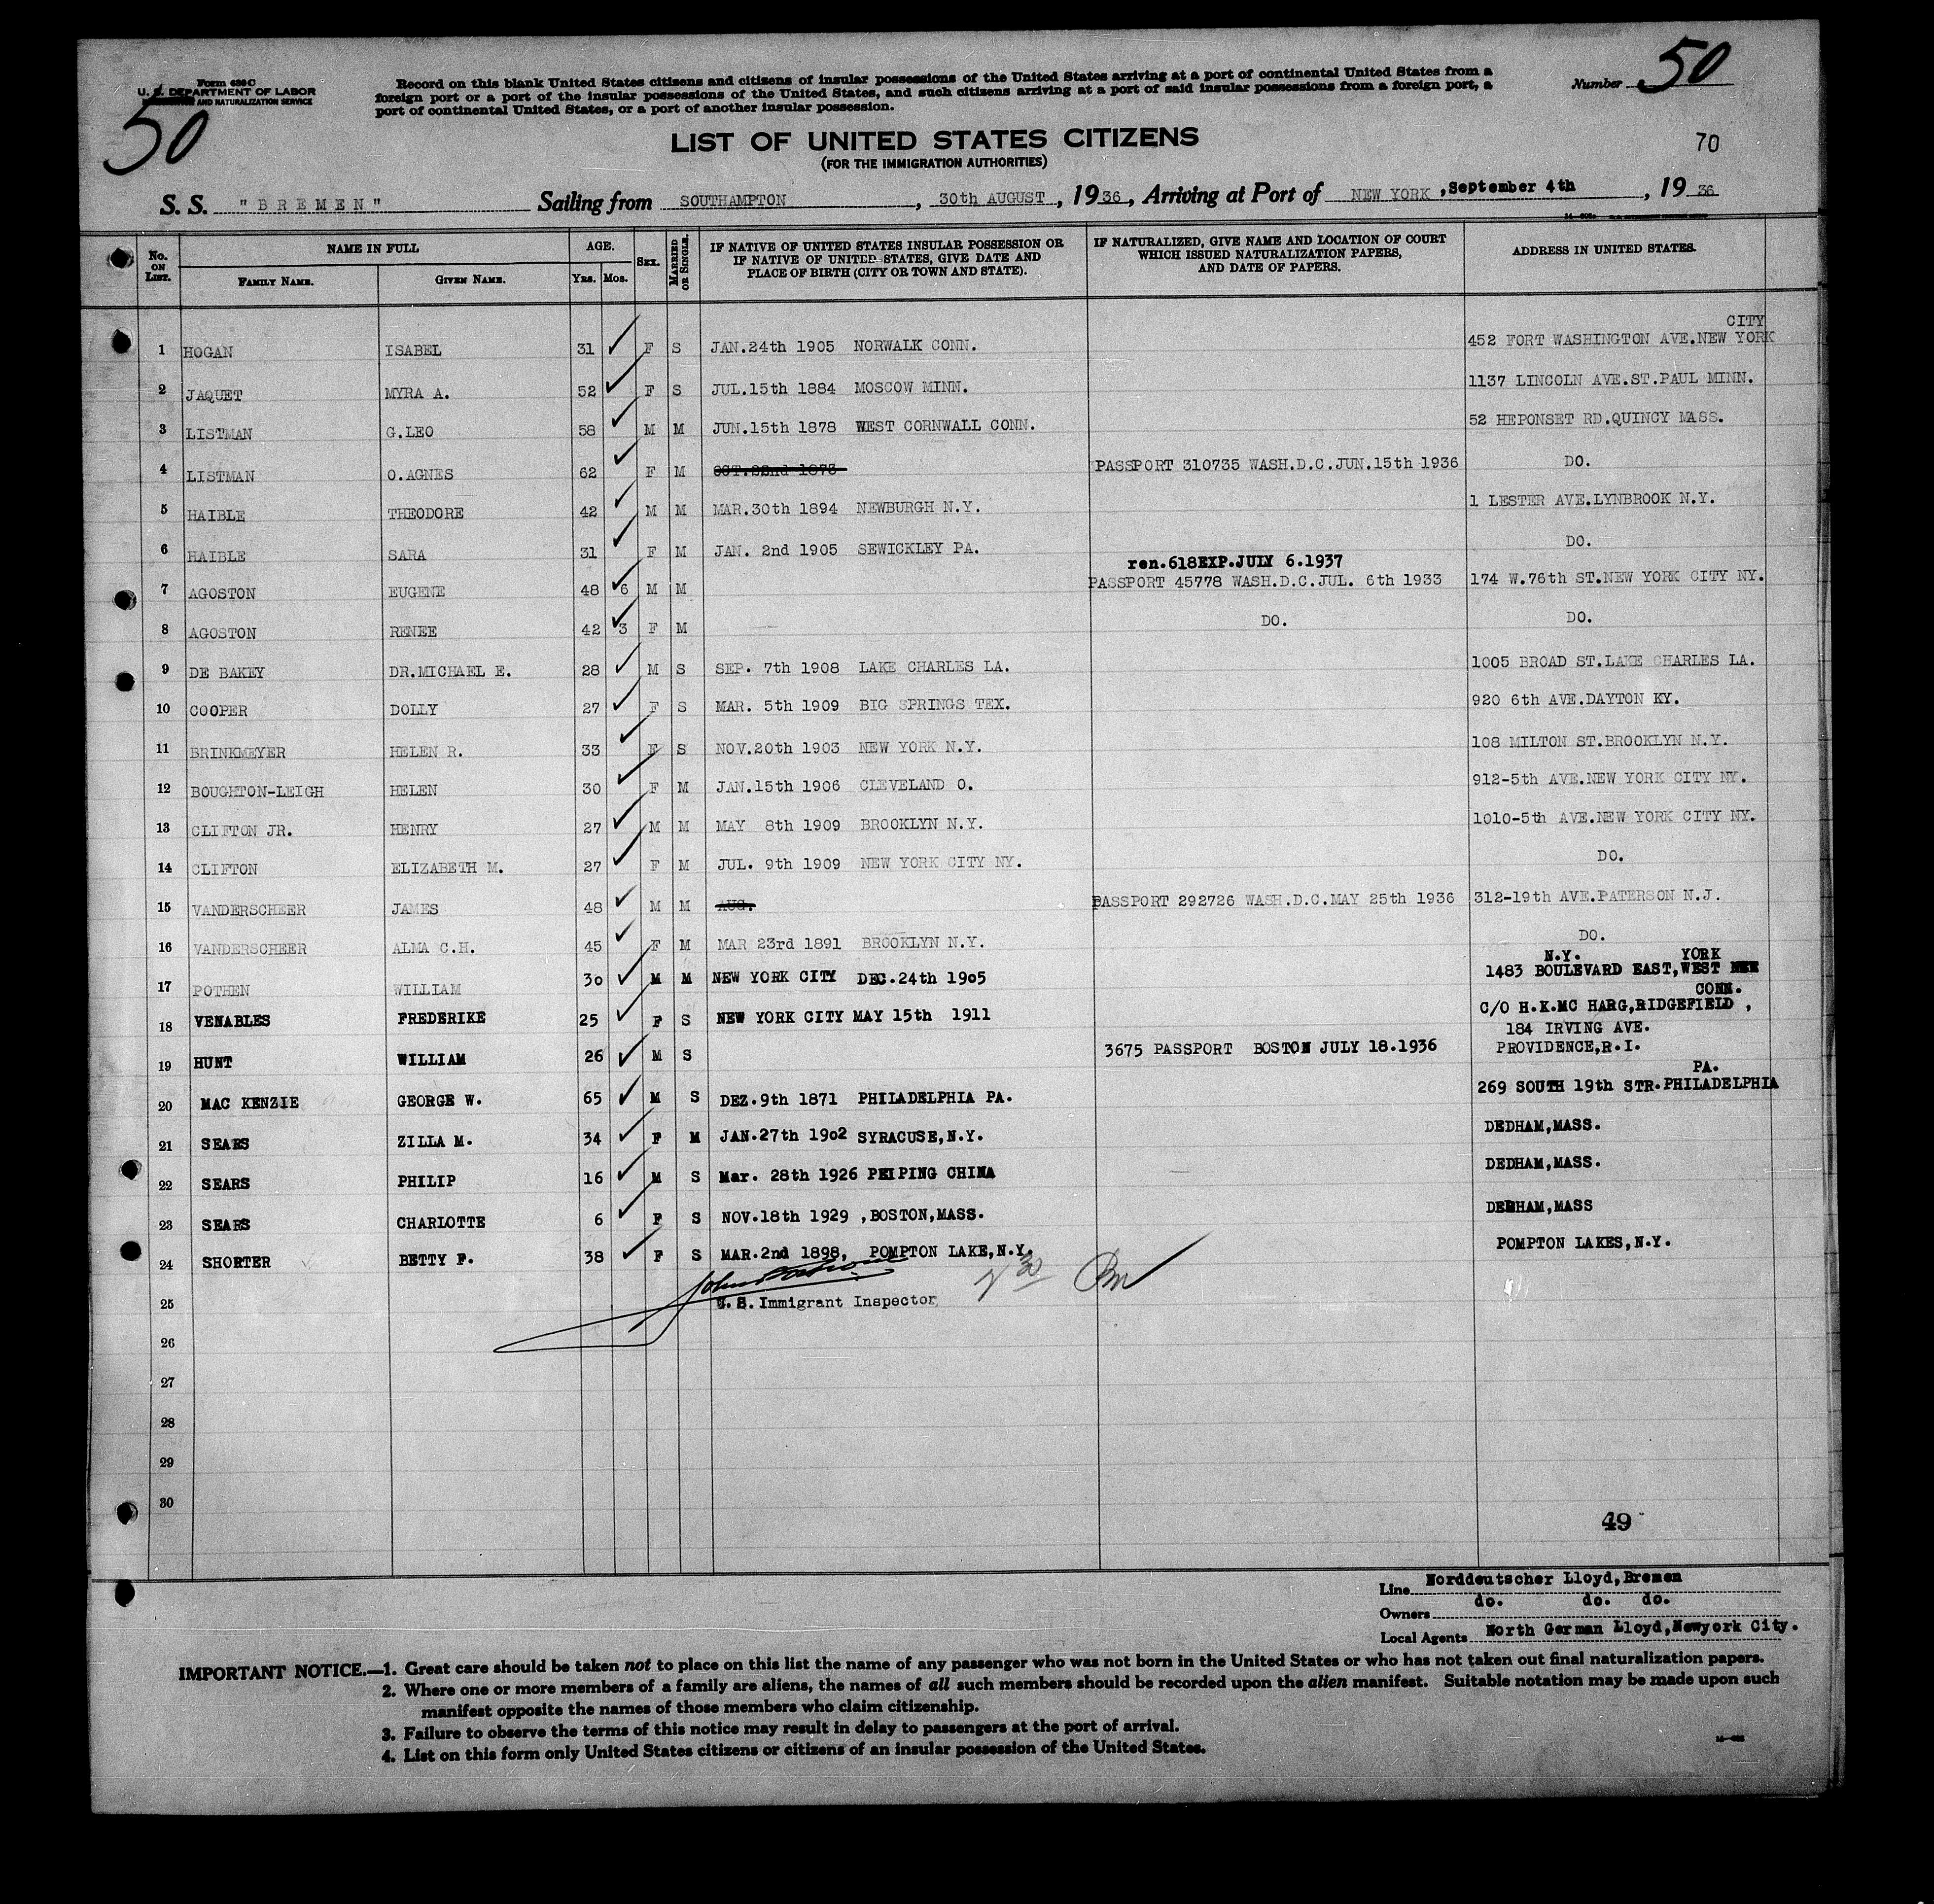 Form 630 C
U. S. DEPARTMENT OF LABOR
AND NATURALIZATION SERVICE
50
Record on this blank United States citizens and citizens of insular possessions of the United States arriving at a port of continental United States from a
foreign port or a port of the insular possessions of the United States, and such citizens arriving at a port of said insular possessions from a foreign port, a
port of continental United States, or a port of another insular possession.
Number 50
70
LIST OF UNITED STATES CITIZENS
(FOR THE IMMIGRATION AUTHORITIES)
S. S. "BREMEN" Sailing from SOUTHAMPTON, 30th AUGUST, 1936, Arriving at Port of NEW YORK, September 4th, 1936
No. ON LIST. NAME IN FULL FAMILY NAME. GIVEN NAME. AGE. Yrs. Mos. SEX. MARRIED OR SINGLE. IF NATIVE OF UNITED STATES INSULAR POSSESSION OR IF NATIVE OF UNITED STATES, GIVE DATE AND PLACE OF BIRTH (CITY OR TOWN AND STATE). IF NATURALIZED, GIVE NAME AND LOCATION OF COURT WHICH ISSUED NATURALIZATION PAPERS, AND DATE OF PAPERS. ADDRESS IN UNITED STATES.
CITY
1 HOGAN ISABEL 31 F S JAN.24th 1905 NORWALK CONN. 452 FORT WASHINGTON AVE.NEW YORK
2 JAQUET MYRA A. 52 F S JUL.15th 1884 MOSCOW MINN. 1137 LINCOLN AVE.ST.PAUL MINN.
3 LISTMAN G.LEO 58 M M JUN.15th 1878 WEST CORNWALL CONN. 52 HEPONSET RD.QUINCY MASS.
4 LISTMAN O.AGNES 62 F M OCT.22nd 1873 PASSPORT 310735 WASH.D.C.JUN.15th 1936 DO.
5 HAIBLE THEODORE 42 M M MAR.30th 1894 NEWBURGH N.Y. 1 LESTER AVE.LYNBROOK N.Y.
6 HAIBLE SARA 31 F M JAN. 2nd 1905 SEWICKLEY PA. DO.
ren.618EXP.JULY 6.1937
7 AGOSTON EUGENE 48 6 M M PASSPORT 45778 WASH.D.C.JUL. 6th 1933 174 W.76th ST.NEW YORK CITY NY.
8 AGOSTON RENEE 42 3 F M DO. DO.
9 DE BAKEY DR.MICHAEL E. 28 M S SEP. 7th 1908 LAKE CHARLES LA. 1005 BROAD ST.LAKE CHARLES LA.
10 COOPER DOLLY 27 F S MAR. 5th 1909 BIG SPRINGS TEX. 920 6th AVE.DAYTON KY.
11 BRINKMEYER HELEN R. 33 F S NOV.20th 1903 NEW YORK N.Y. 108 MILTON ST.BROOKLYN N.Y.
12 BOUGHTON-LEIGH HELEN 30 F M JAN.15th 1906 CLEVELAND O. 912-5th AVE.NEW YORK CITY NY.
13 CLIFTON JR. HENRY 27 M M MAY 8th 1909 BROOKLYN N.Y. 1010-5th AVE.NEW YORK CITY NY.
14 CLIFTON ELIZABETH M. 27 F M JUL. 9th 1909 NEW YORK CITY NY. DO.
15 VANDERSCHEER JAMES 48 M M AUG. PASSPORT 292726 WASH.D.C.MAY 25th 1936 312-19th AVE.PATERSON N.J.
16 VANDERSCHEER ALMA C.H. 45 F M MAR 23rd 1891 BROOKLYN N.Y. DO.
N.Y. YORK
17 POTHEN WILLIAM 30 M M NEW YORK CITY DEC.24th 1905 1483 BOULEVARD EAST,WEST NEW
CONN.
18 VENABLES FREDERIKE 25 F S NEW YORK CITY MAY 15th 1911 C/O H.K.MC HARG,RIDGEFIELD ,
184 IRVING AVE.
19 HUNT WILLIAM 26 M S 3675 PASSPORT BOSTON JULY 18.1936 PROVIDENCE,R.I.
PA.
20 MAC KENZIE GEORGE W. 65 M S DEZ.9th 1871 PHILADELPHIA PA. 269 SOUTH 19th STR.PHILADELPHIA
21 SEARS ZILLA M. 34 F M JAN.27th 1902 SYRACUSE,N.Y. DEDHAM,MASS.
22 SEARS PHILIP 16 M S Mar. 28th 1926 PEIPING CHINA DEDHAM,MASS.
23 SEARS CHARLOTTE 6 F S NOV.18th 1929 ,BOSTON,MASS. DEDHAM,MASS
24 SHORTER BETTY F. 38 F S MAR.2nd 1898, POMPTON LAKE,N.Y. POMPTON LAKES,N.Y.
25 U.S. Immigrant Inspector
26
27
28
29
30
49
Line Norddeutscher Lloyd,Bremen
Owners do. do. do.
Local Agents North German Lloyd,Newyork City.
IMPORTANT NOTICE.—1. Great care should be taken not to place on this list the name of any passenger who was not born in the United States or who has not taken out final naturalization papers.
2. Where one or more members of a family are aliens, the names of all such members should be recorded upon the alien manifest. Suitable notation may be made upon such
manifest opposite the names of those members who claim citizenship.
3. Failure to observe the terms of this notice may result in delay to passengers at the port of arrival.
4. List on this form only United States citizens or citizens of an insular possession of the United States.